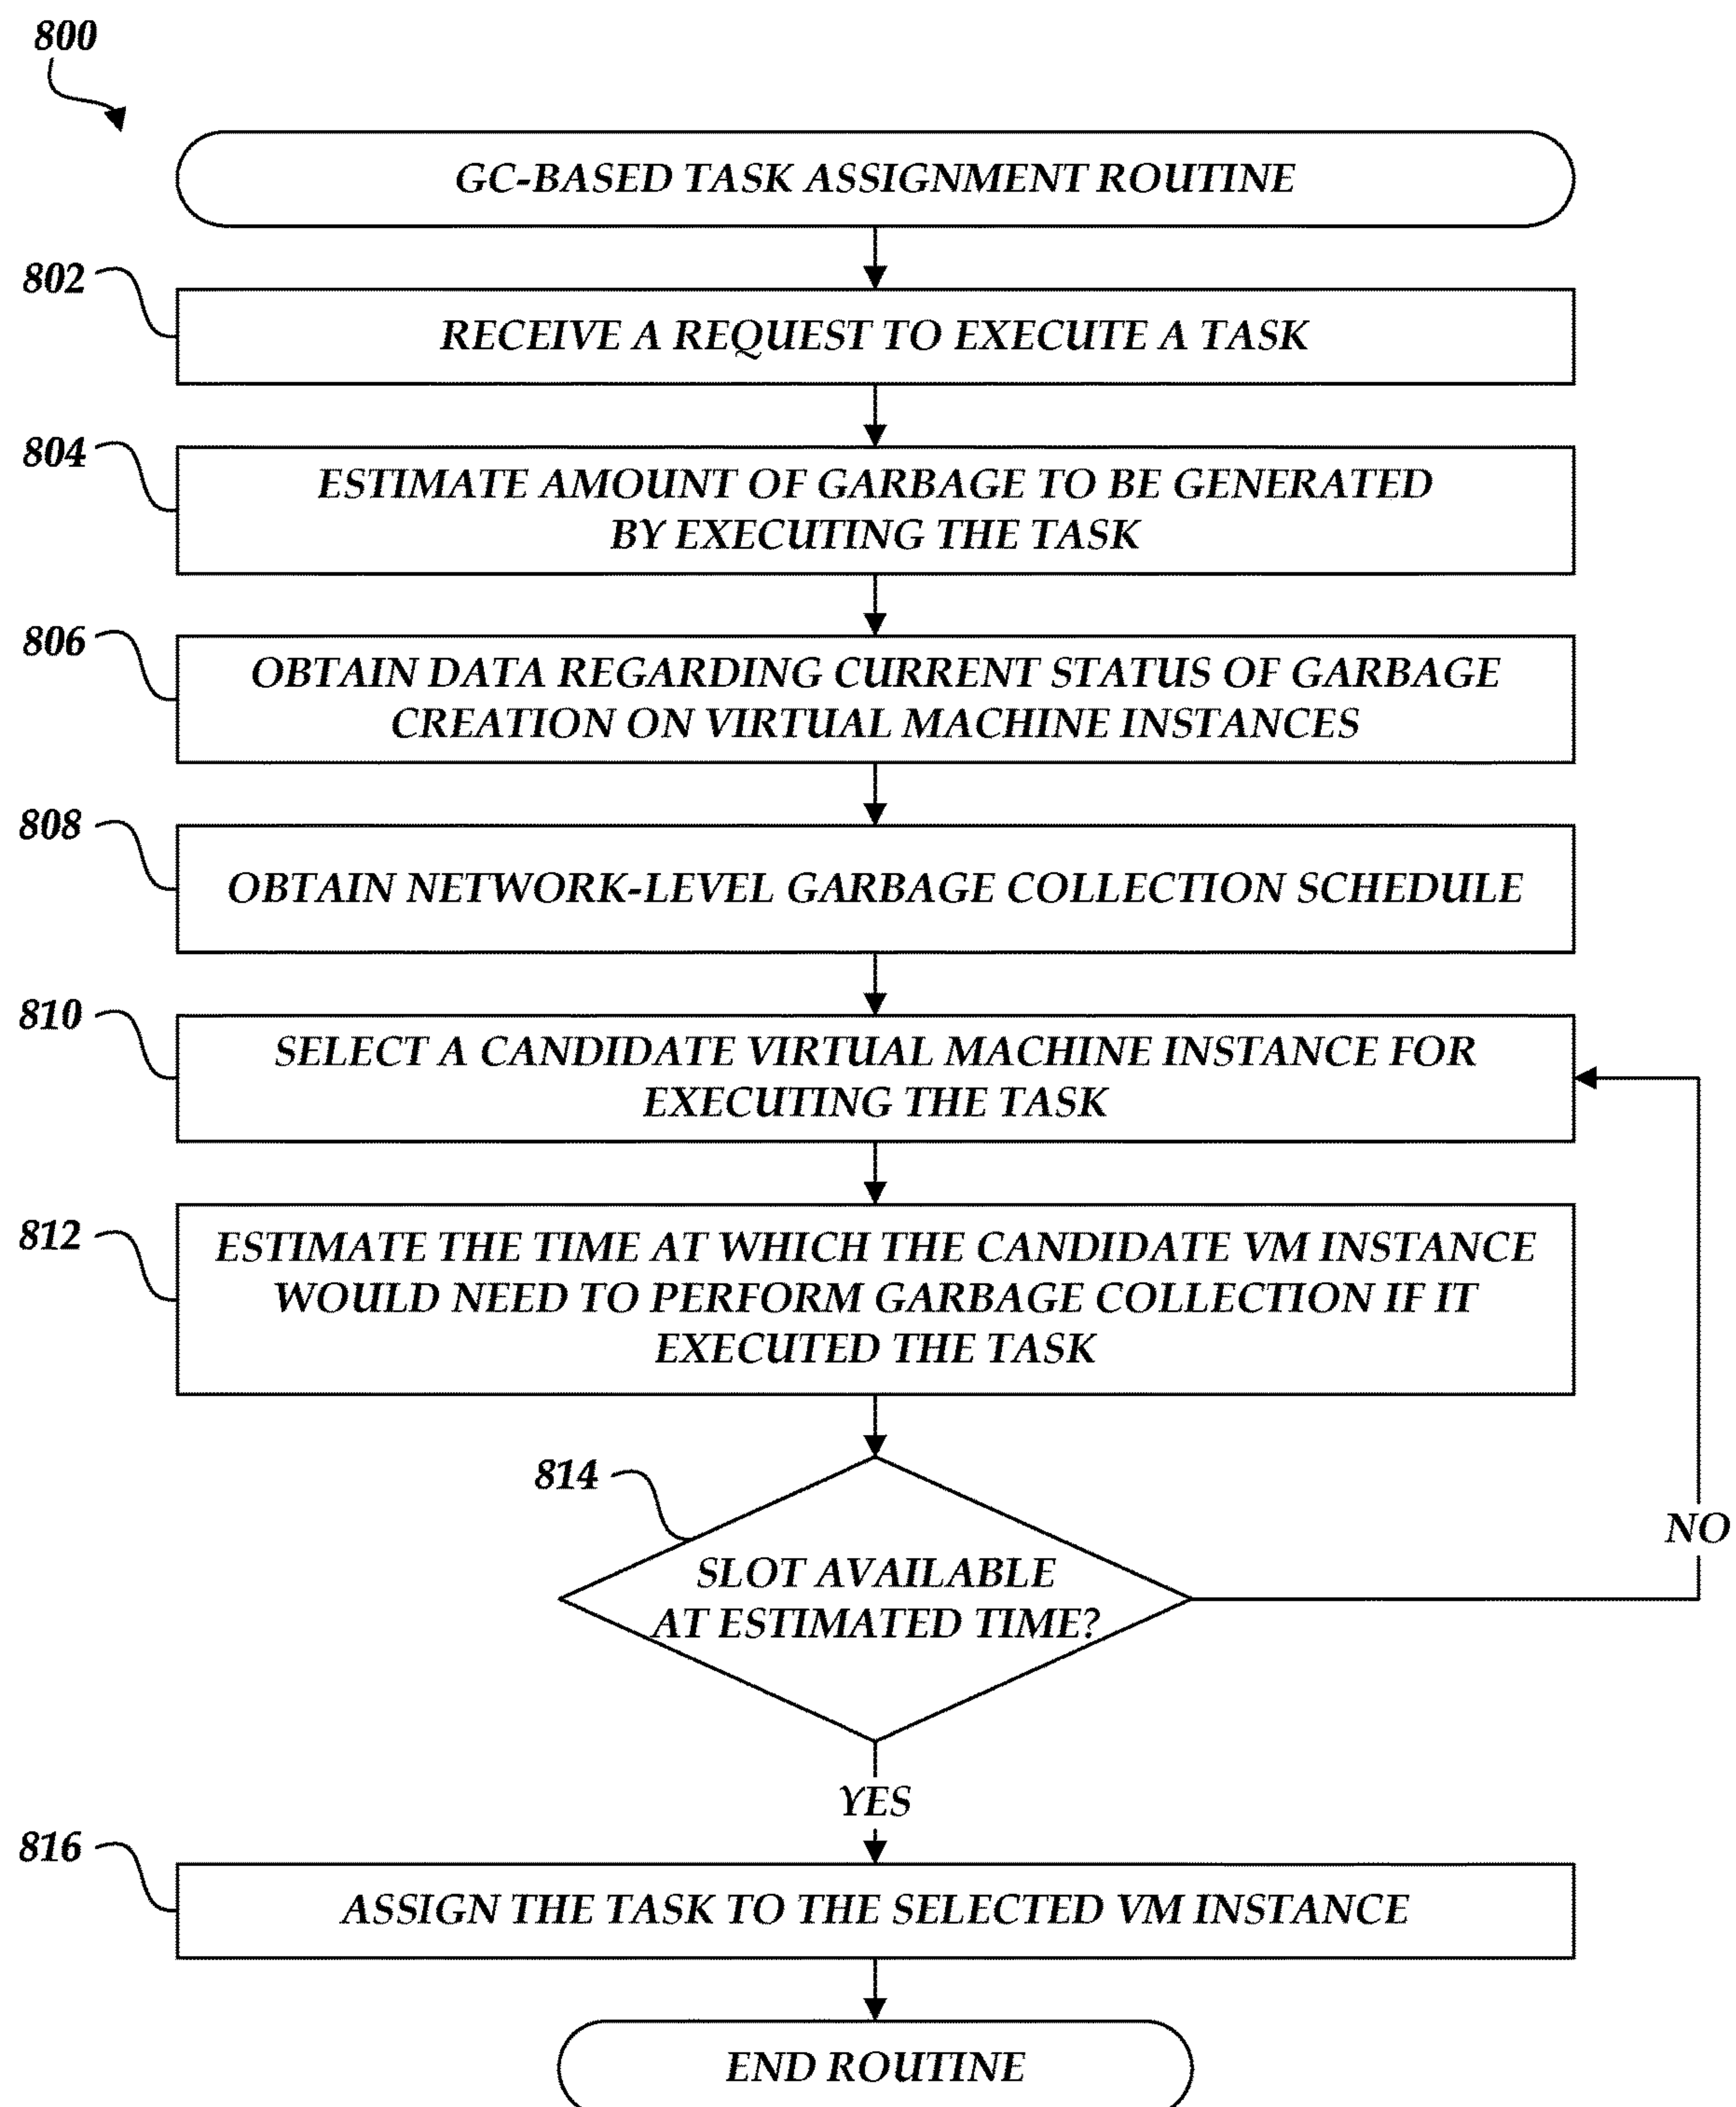 800
GC-BASED TASK ASSIGNMENT ROUTINE
802
RECEIVE A REQUEST TO EXECUTE A TASK
804
ESTIMATE AMOUNT OF GARBAGE TO BE GENERATED
BY EXECUTING THE TASK
806
OBTAIN DATA REGARDING CURRENT STATUS OF GARBAGE
CREATION ON VIRTUAL MACHINE INSTANCES
808
OBTAIN NETWORK-LEVEL GARBAGE COLLECTION SCHEDULE
810
SELECT A CANDIDATE VIRTUAL MACHINE INSTANCE FOR
EXECUTING THE TASK
812
ESTIMATE THE TIME AT WHICH THE CANDIDATE VM INSTANCE
WOULD NEED TO PERFORM GARBAGE COLLECTION IF IT
EXECUTED THE TASK
814
SLOT AVAILABLE
AT ESTIMATED TIME?
NO
YES
816
ASSIGN THE TASK TO THE SELECTED VM INSTANCE
END ROUTINE